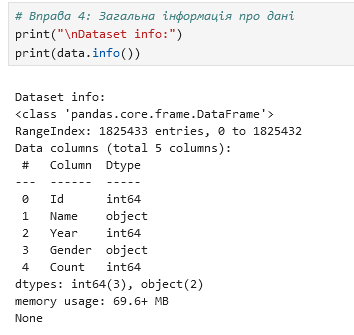 # Вправа 4: Загальна інформація про дані
print("\nDataset info:")
print(data.info())
Dataset info:
<class 'pandas.core.frame.DataFrame'>
RangeIndex: 1825433 entries, 0 to 1825432
Data columns (total 5 columns):
 #   Column  Dtype
---  ------  -----
 0   Id      int64
 1   Name    object
 2   Year    int64
 3   Gender  object
 4   Count   int64
dtypes: int64(3), object(2)
memory usage: 69.6+ MB
None